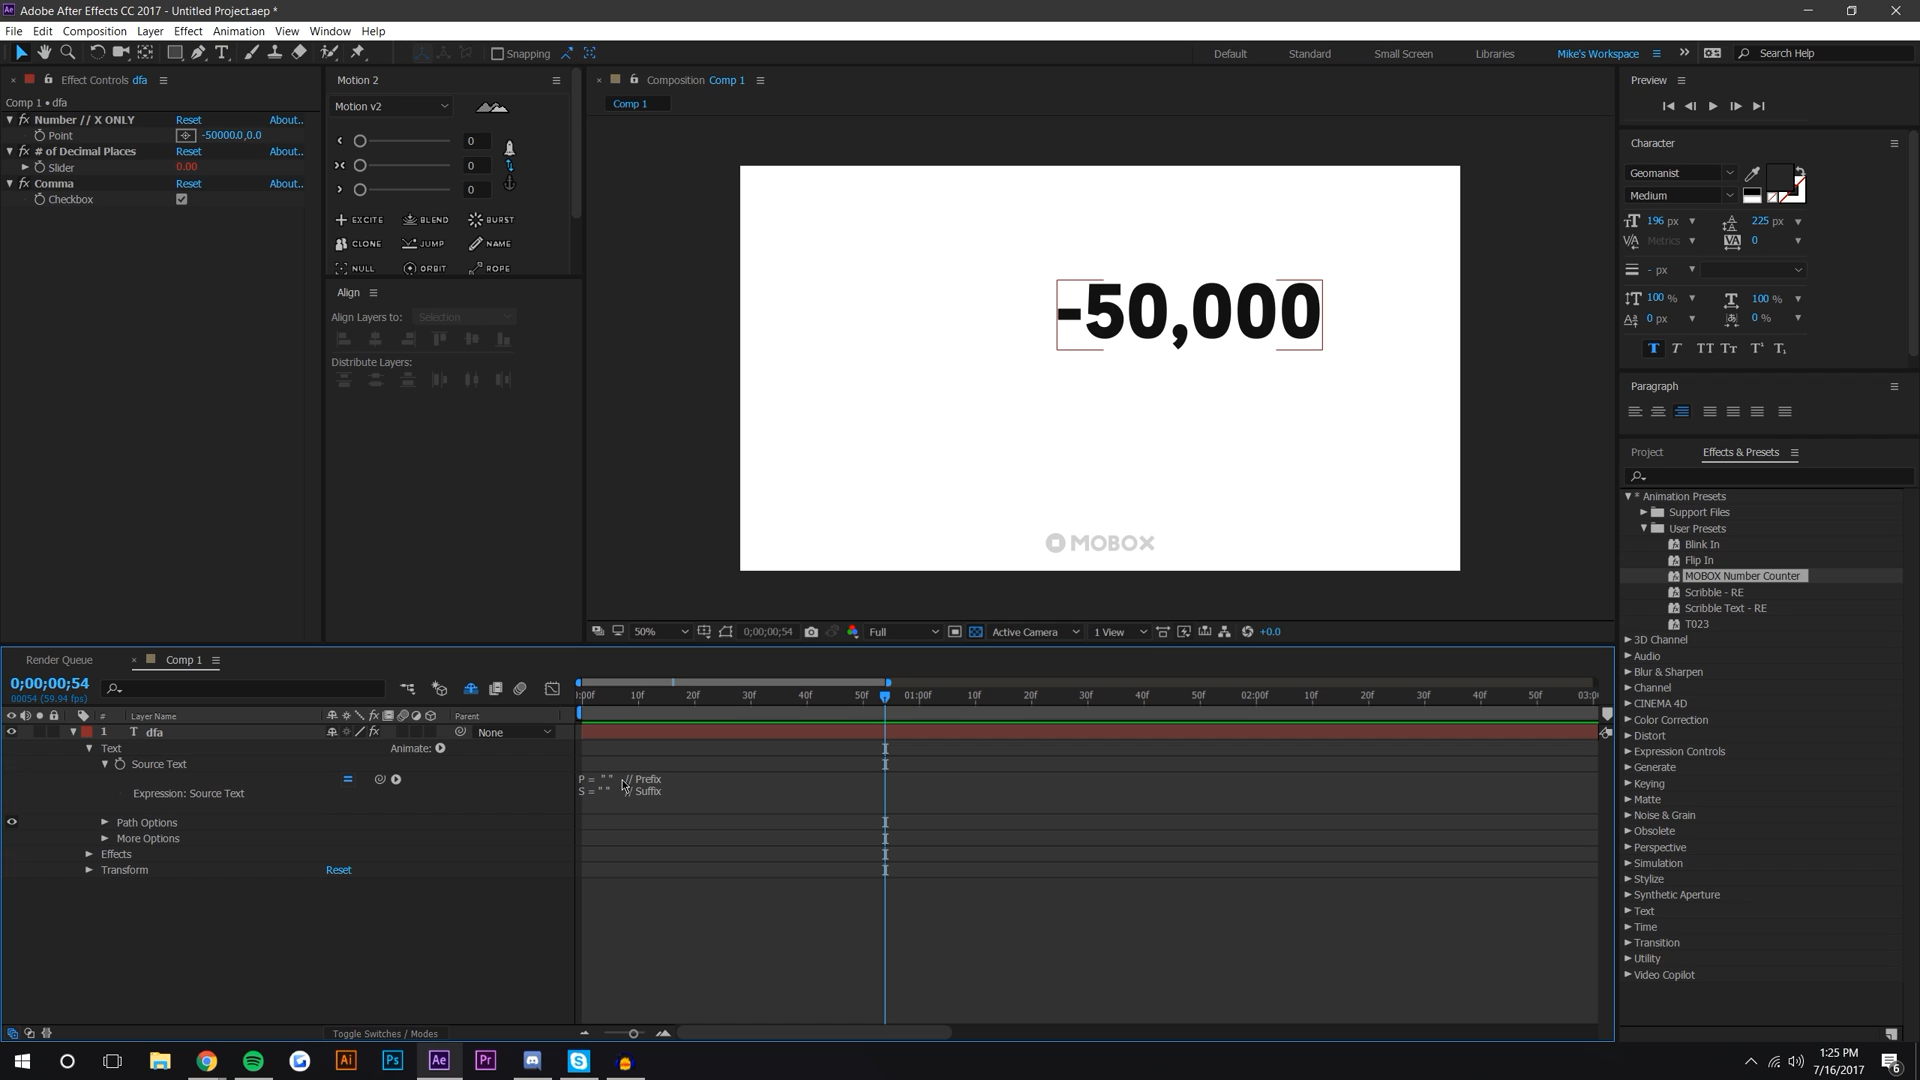 Adobe After Effects CC 2017 - Untitled Project.aep *
File Edit Composition Layer Effect Animation View Window Help
Snapping
Default Standard Small Screen Libraries Mike's Workspace Search Help
Effect Controls dfa
Comp 1 • dfa
Number // X ONLY Reset About..
Point -50000.0,0.0
# of Decimal Places Reset About..
Slider 0.00
Comma Reset About..
Checkbox
Motion 2
Motion v2
0
0
0
EXCITE BLEND BURST
CLONE JUMP NAME
NULL ORBIT ROPE
Align
Align Layers to: Selection
Distribute Layers:
Composition Comp 1
Comp 1
-50,000
MOBOX
50% 0;00;00;54 Full Active Camera 1 View +0.0
Preview
Character
Geomanist
Medium
196 px 225 px
Metrics 0
- px
100 % 100 %
0 px 0 %
T T TT Tт T¹ T₁
Paragraph
Project Effects & Presets
* Animation Presets
Support Files
User Presets
Blink In
Flip In
MOBOX Number Counter
Scribble - RE
Scribble Text - RE
T023
3D Channel
Audio
Blur & Sharpen
Channel
CINEMA 4D
Color Correction
Distort
Expression Controls
Generate
Keying
Matte
Noise & Grain
Obsolete
Perspective
Simulation
Stylize
Synthetic Aperture
Text
Time
Transition
Utility
Video Copilot
Render Queue Comp 1
0;00;00;54
00054 (59.94 fps)
:00f 10f 20f 30f 40f 50f 01:00f 10f 20f 30f 40f 50f 02:00f 10f 20f 30f 40f 50f 03:0
# Layer Name Parent
1 T dfa None
Text Animate:
Source Text
P = " " // Prefix
Expression: Source Text
S = " " // Suffix
Path Options
More Options
Effects
Transform Reset
Toggle Switches / Modes
Ai Ps Ae Pr
1:25 PM
7/16/2017
6